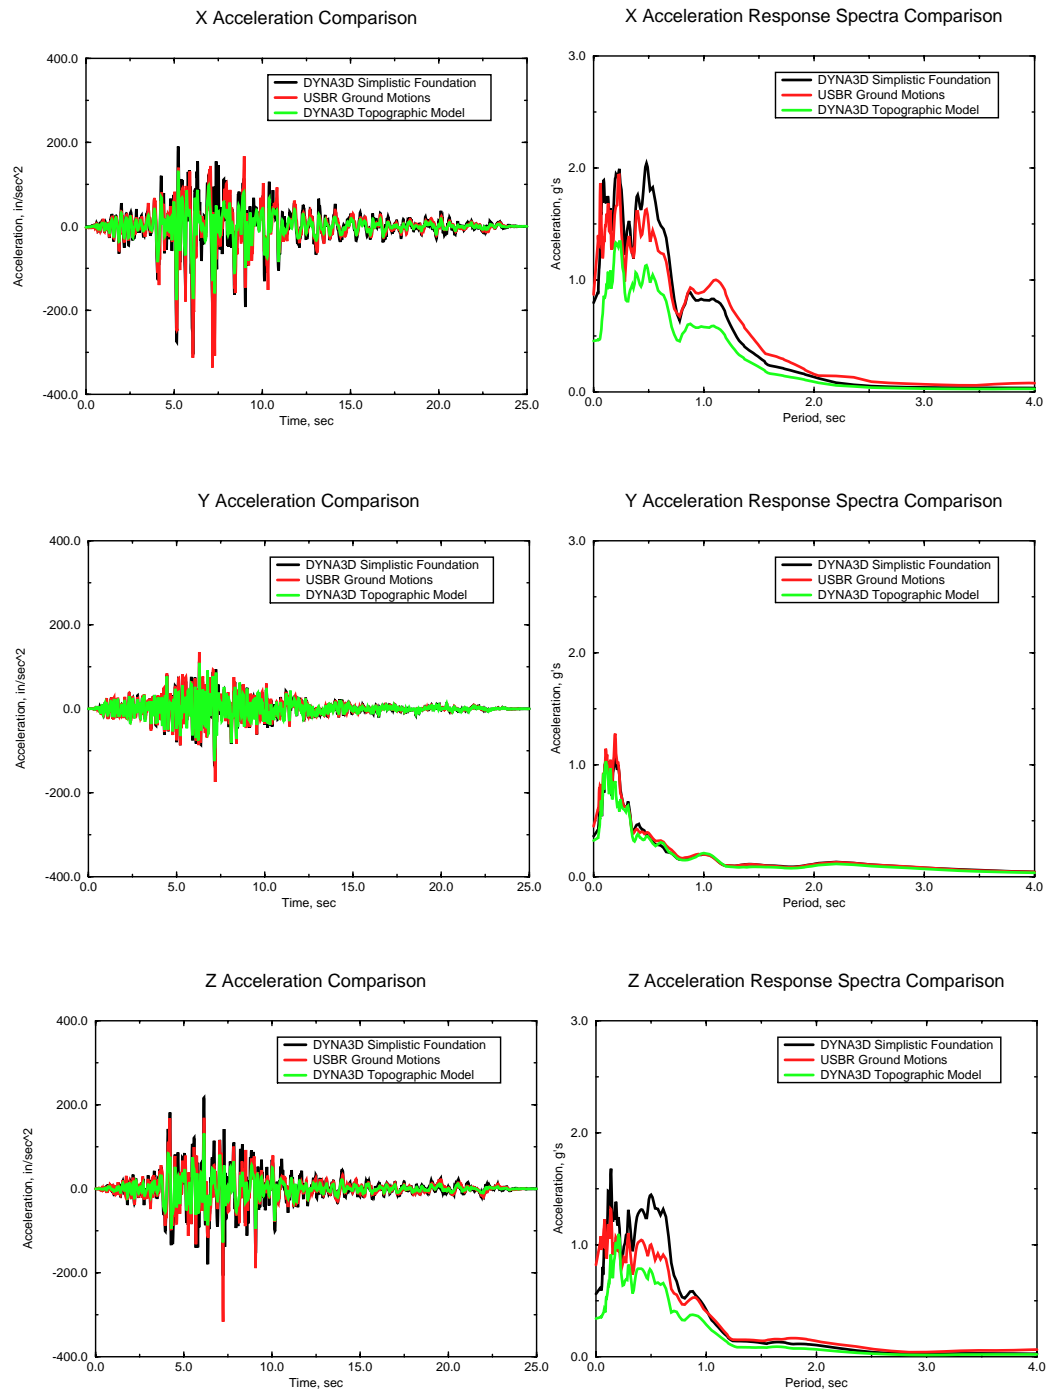 X Acceleration Comparison
400.0
200.0
0.0
-200.0
-400.0
Acceleration, in/sec^2
DYNA3D Simplistic Foundation
USBR Ground Motions
DYNA3D Topographic Model
0.0 5.0 10.0 15.0 20.0 25.0
Time, sec
X Acceleration Response Spectra Comparison
3.0
2.0
1.0
0.0
Acceleration, g's
DYNA3D Simplistic Foundation
USBR Ground Motions
DYNA3D Topographic Model
0.0 1.0 2.0 3.0 4.0
Period, sec
Y Acceleration Comparison
400.0
200.0
0.0
-200.0
-400.0
Acceleration, in/sec^2
DYNA3D Simplistic Foundation
USBR Ground Motions
DYNA3D Topographic Model
0.0 5.0 10.0 15.0 20.0 25.0
Time, sec
Y Acceleration Response Spectra Comparison
3.0
2.0
1.0
0.0
Acceleration, g's
DYNA3D Simplistic Foundation
USBR Ground Motions
DYNA3D Topographic Model
0.0 1.0 2.0 3.0 4.0
Period, sec
Z Acceleration Comparison
400.0
200.0
0.0
-200.0
-400.0
Acceleration, in/sec^2
DYNA3D Simplistic Foundation
USBR Ground Motions
DYNA3D Topographic Model
0.0 5.0 10.0 15.0 20.0 25.0
Time, sec
Z Acceleration Response Spectra Comparison
3.0
2.0
1.0
0.0
Acceleration, g's
DYNA3D Simplistic Foundation
USBR Ground Motions
DYNA3D Topographic Model
0.0 1.0 2.0 3.0 4.0
Period, sec